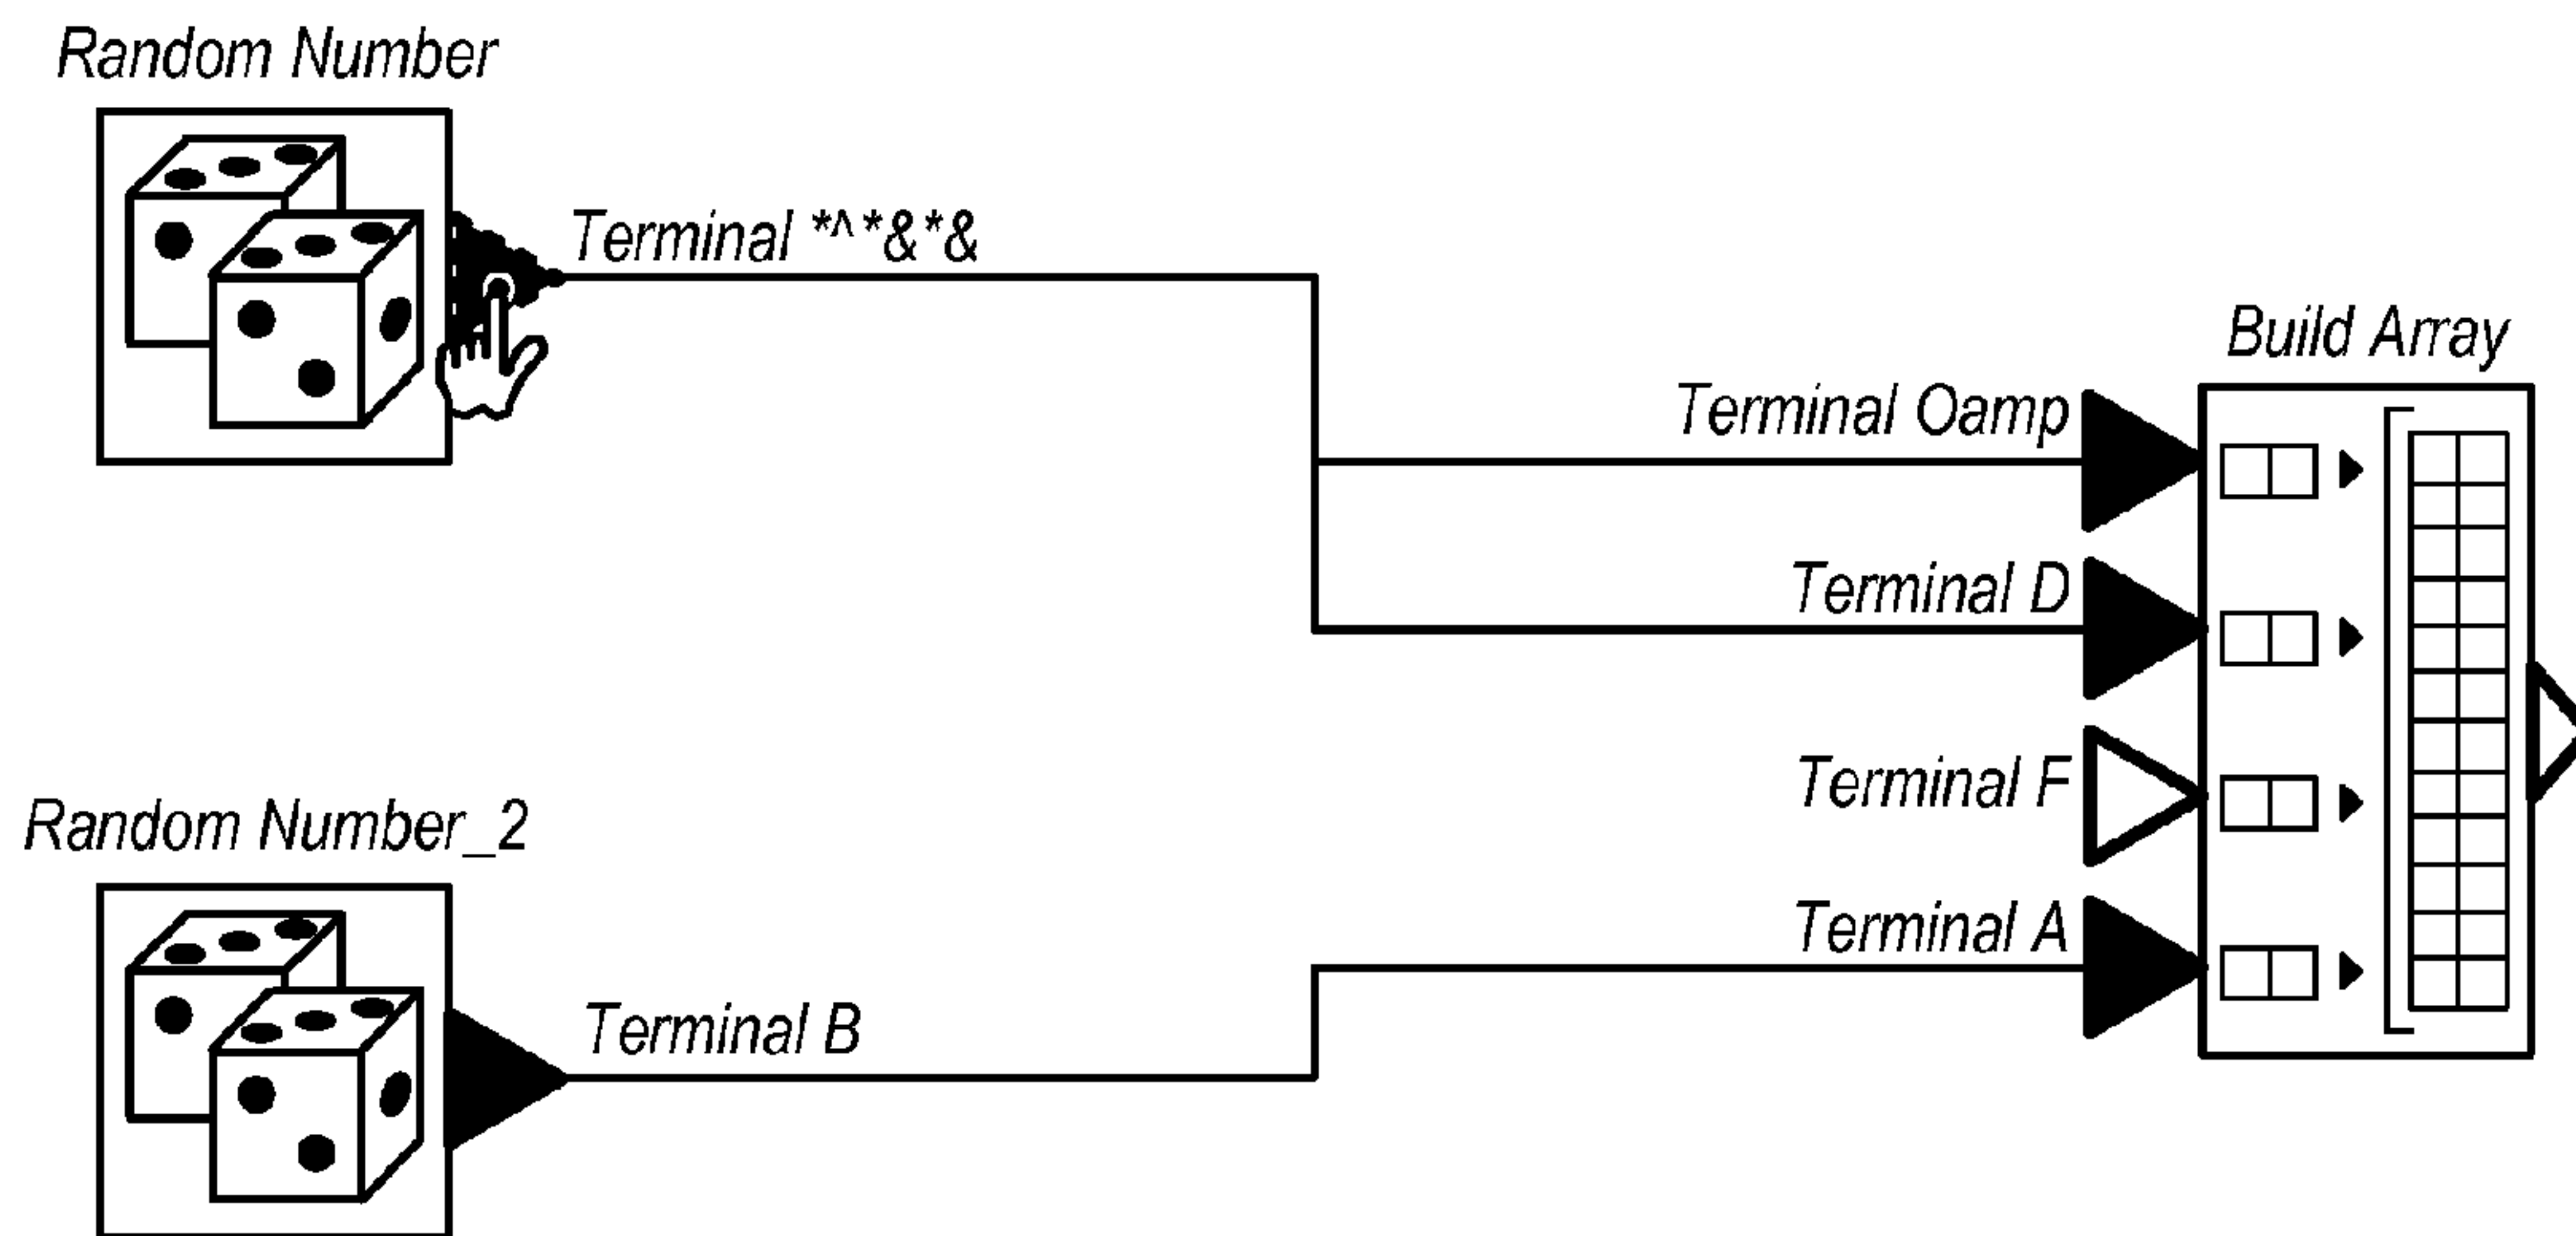 Random Number
Terminal *^*&*&
Build Array
Terminal Oamp
Terminal D
Terminal F
Random Number_2
Terminal A
Terminal B